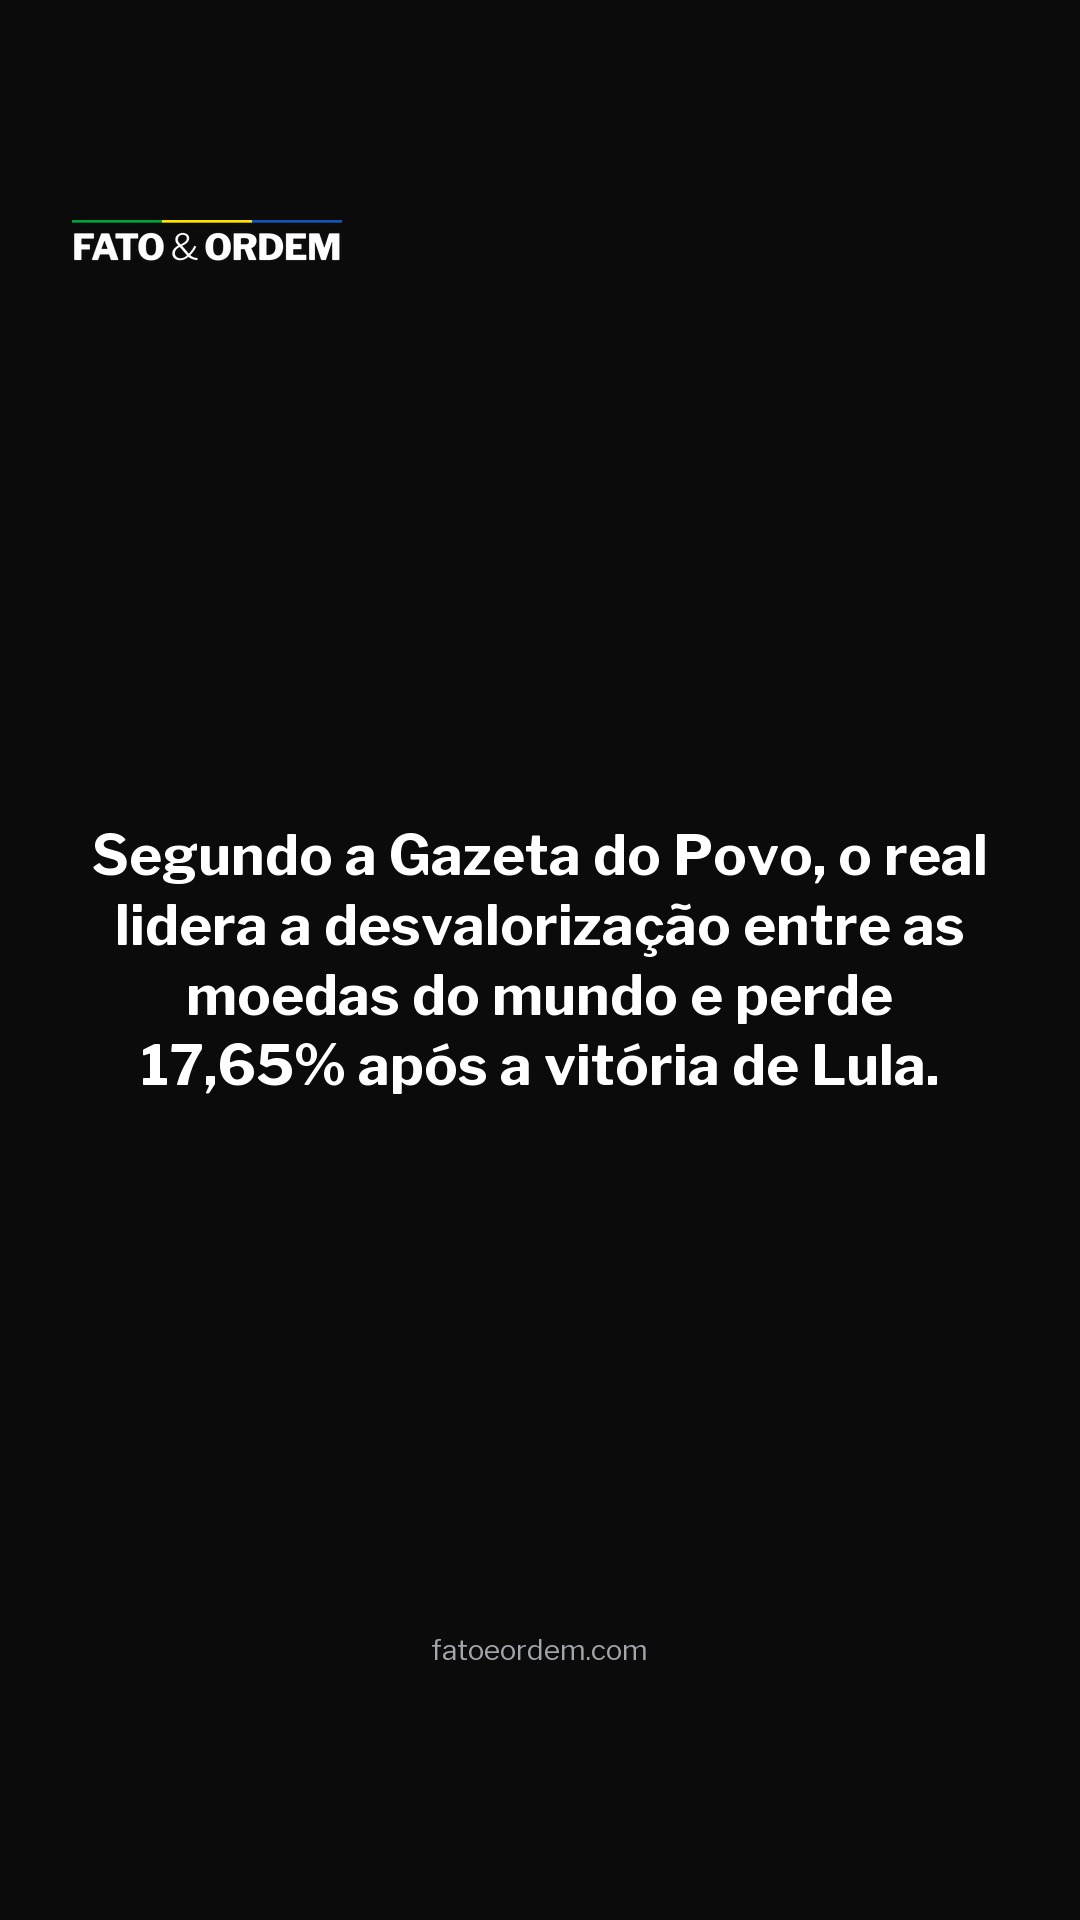 FATO & ORDEM
Segundo a Gazeta do Povo, o real
lidera a desvalorização entre as
moedas do mundo e perde
17,65% após a vitória de Lula.
fatoeordem.com